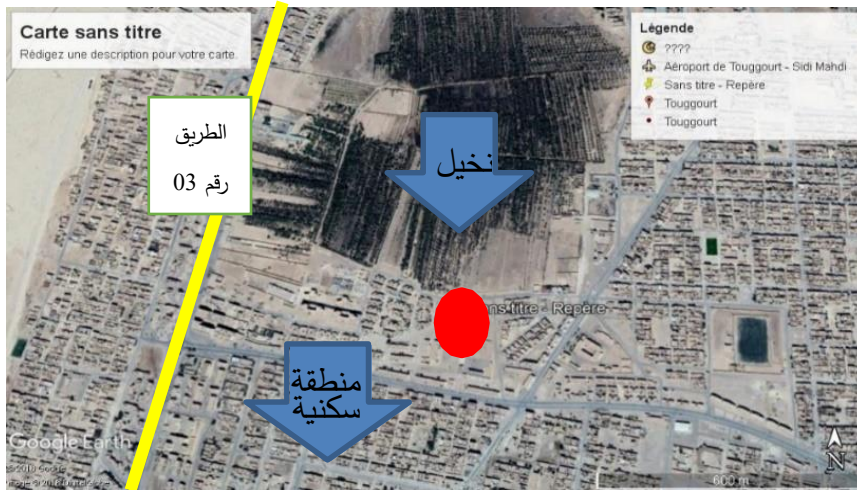 Carte sans titre
Rédigez une description pour votre carte.
Légende
????
Aéroport de Touggourt - Sidi Mahdi
Sans titre - Repère
Touggourt
Touggourt
الطريق
رقم 03
نخيل
ns titre - Repère
منطقة
سكنية
Google Earth
600 m
N